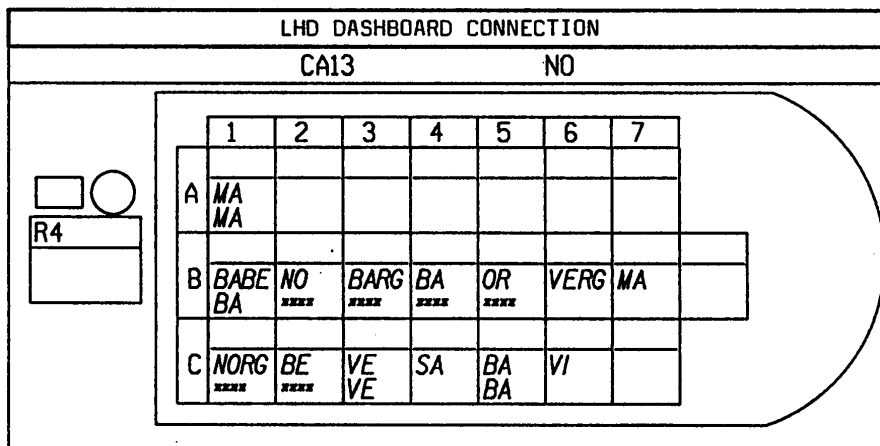 LHD DASHBOARD CONNECTION
CA13 NO
1 2 3 4 5 6 7
A MA
MA
R4
B BABE NO BARG BA OR VERG MA
BA **** **** **** ****
C NORG BE VE SA BA VI
**** **** VE BA